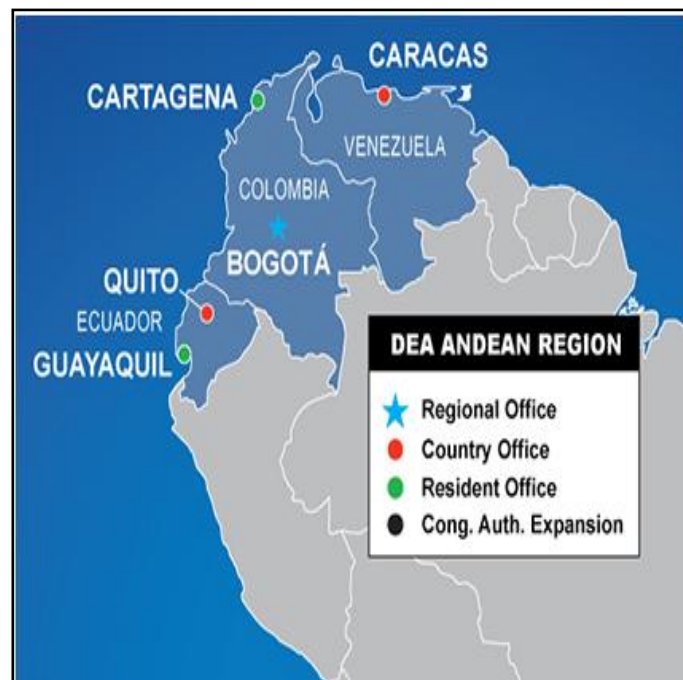 CARACAS
CARTAGENA
VENEZUELA
COLOMBIA
BOGOTÁ
QUITO
ECUADOR
GUAYAQUIL
DEA ANDEAN REGION
Regional Office
Country Office
Resident Office
Cong. Auth. Expansion